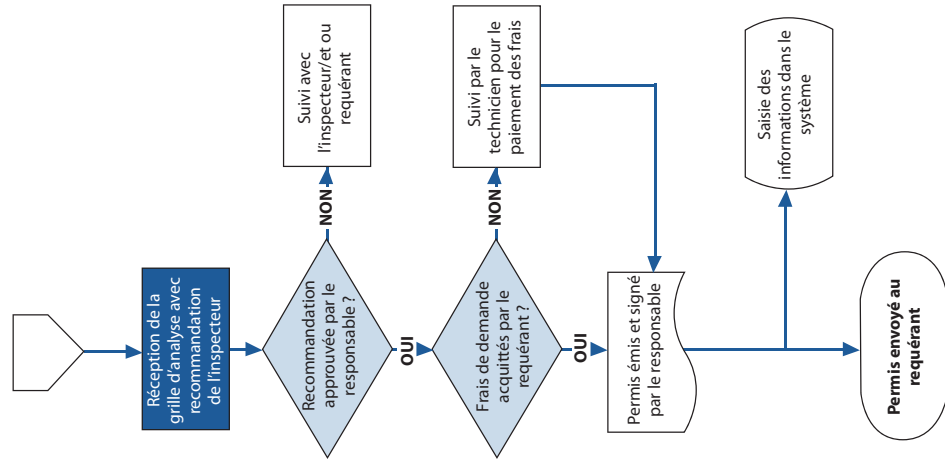 Réception de la
grille d'analyse avec
recommandation
de l'inspecteur
Recommandation
approuvée par le
responsable ?
NON
Suivi avec
l'inspecteur/et ou
requérant
OUI
Frais de demande
acquittés par le
requérant ?
NON
Suivi par le
technicien pour le
paiement des frais
OUI
Permis émis et signé
par le responsable
Saisie des
informations dans le
système
Permis envoyé au
requérant